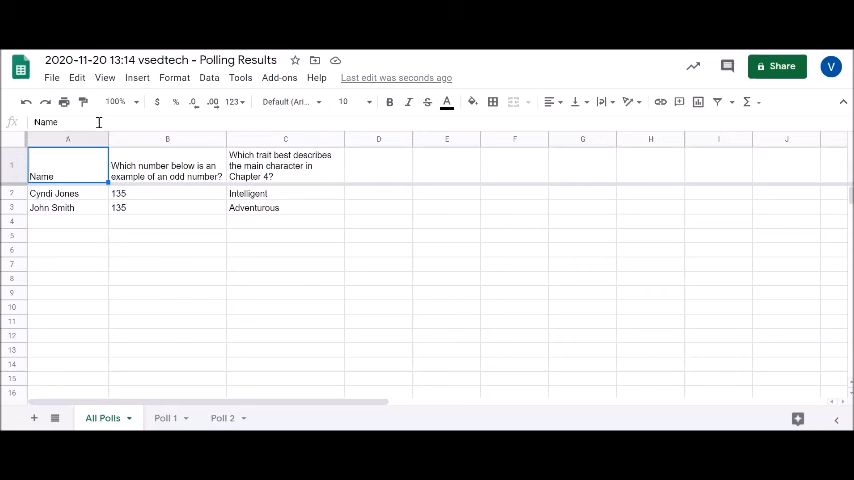 2020-11-20 13:14 vsedtech - Polling Results
Share
V
File Edit View Insert Format Data Tools Add-ons Help Last edit was seconds ago
100% $ % .0 .00 123 Default (Ari... 10 B I S A
fx Name
A B C D E F G H I J
1 Name Which number below is an example of an odd number? Which trait best describes the main character in Chapter 4?
2 Cyndi Jones 135 Intelligent
3 John Smith 135 Adventurous
4
5
6
7
8
9
10
11
12
13
14
15
16
All Polls Poll 1 Poll 2